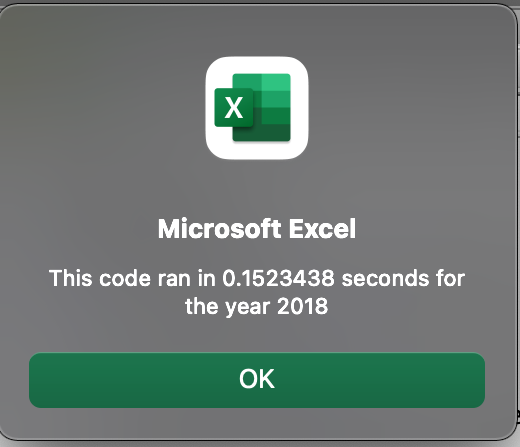 X
Microsoft Excel
This code ran in 0.1523438 seconds for
the year 2018
OK